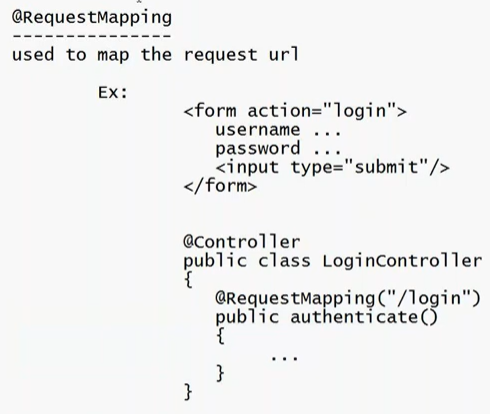 @RequestMapping
---------------
used to map the request url
Ex:
<form action="login">
username ...
password ...
<input type="submit"/>
</form>
@Controller
public class LoginController
{
@RequestMapping("/login")
public authenticate()
{
...
}
}